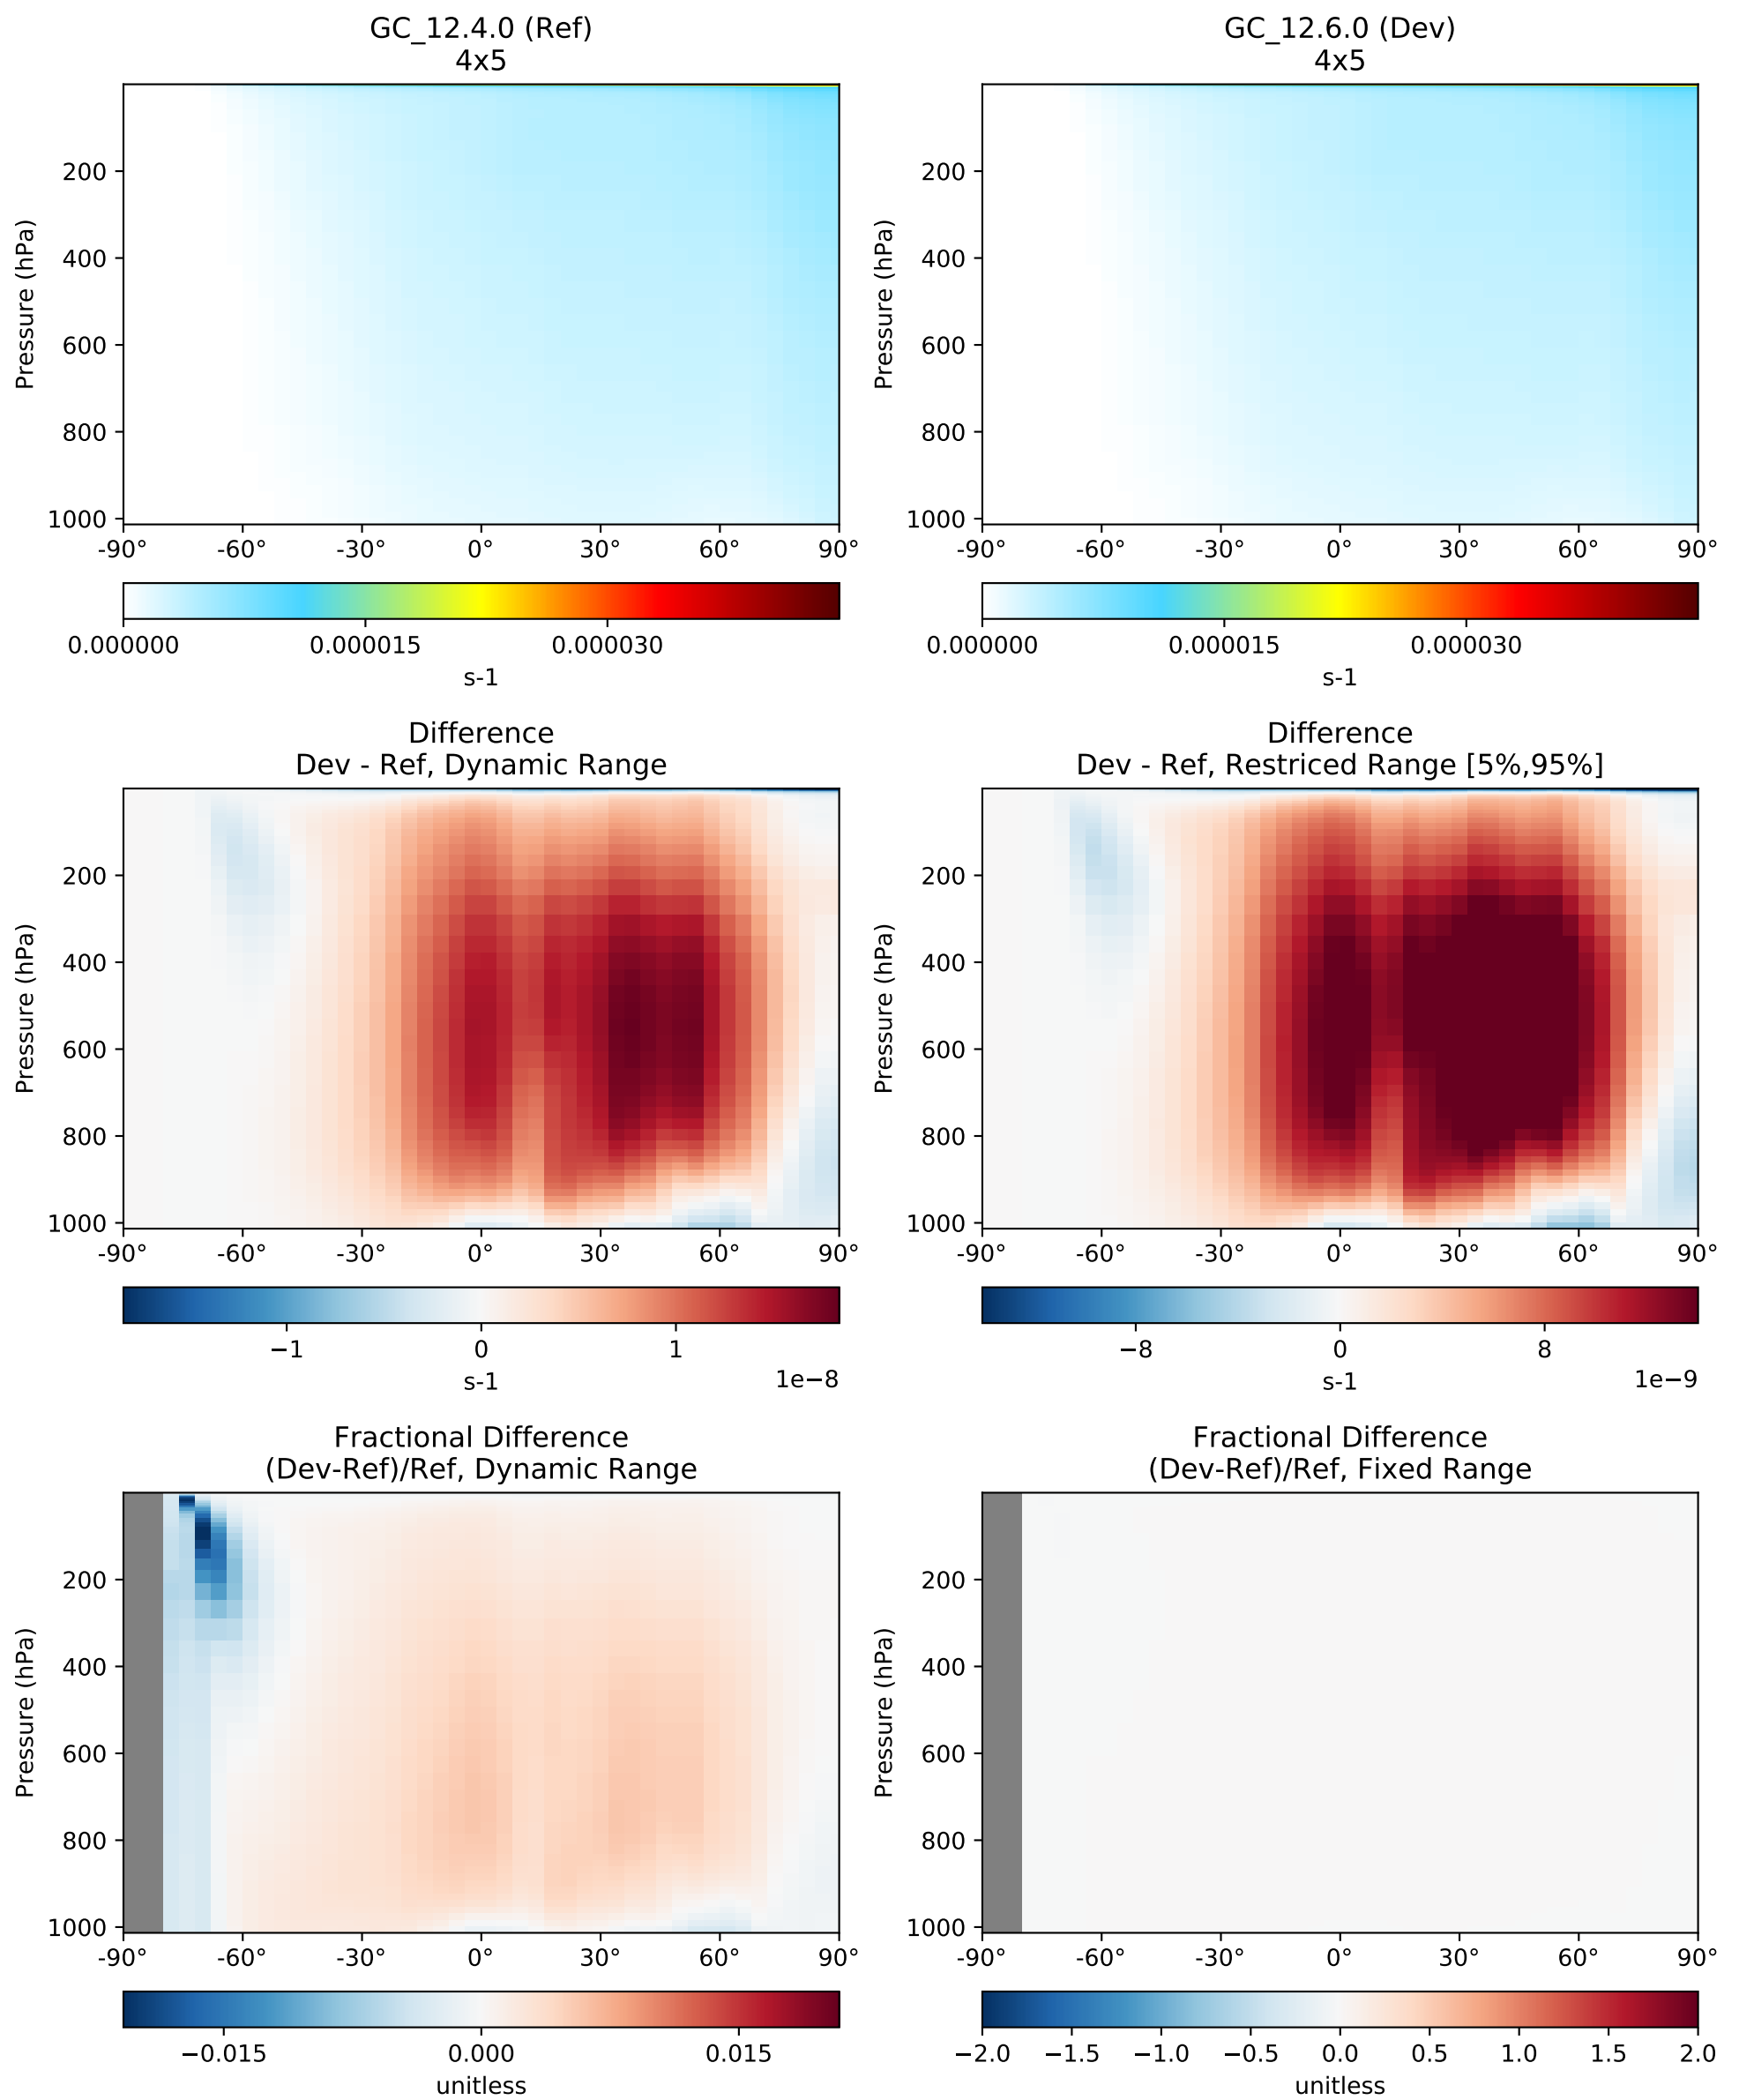 GC_12.4.0 (Ref)
4x5
Pressure (hPa)
200
400
600
800
1000
-90° -60° -30° 0° 30° 60° 90°
0.000000 0.000015 0.000030
s-1
GC_12.6.0 (Dev)
4x5
Pressure (hPa)
200
400
600
800
1000
-90° -60° -30° 0° 30° 60° 90°
0.000000 0.000015 0.000030
s-1
Difference
Dev - Ref, Dynamic Range
Pressure (hPa)
200
400
600
800
1000
-90° -60° -30° 0° 30° 60° 90°
−1 0 1
s-1 1e−8
Difference
Dev - Ref, Restriced Range [5%,95%]
Pressure (hPa)
200
400
600
800
1000
-90° -60° -30° 0° 30° 60° 90°
−8 0 8
s-1 1e−9
Fractional Difference
(Dev-Ref)/Ref, Dynamic Range
Pressure (hPa)
200
400
600
800
1000
-90° -60° -30° 0° 30° 60° 90°
−0.015 0.000 0.015
unitless
Fractional Difference
(Dev-Ref)/Ref, Fixed Range
Pressure (hPa)
200
400
600
800
1000
-90° -60° -30° 0° 30° 60° 90°
−2.0 −1.5 −1.0 −0.5 0.0 0.5 1.0 1.5 2.0
unitless